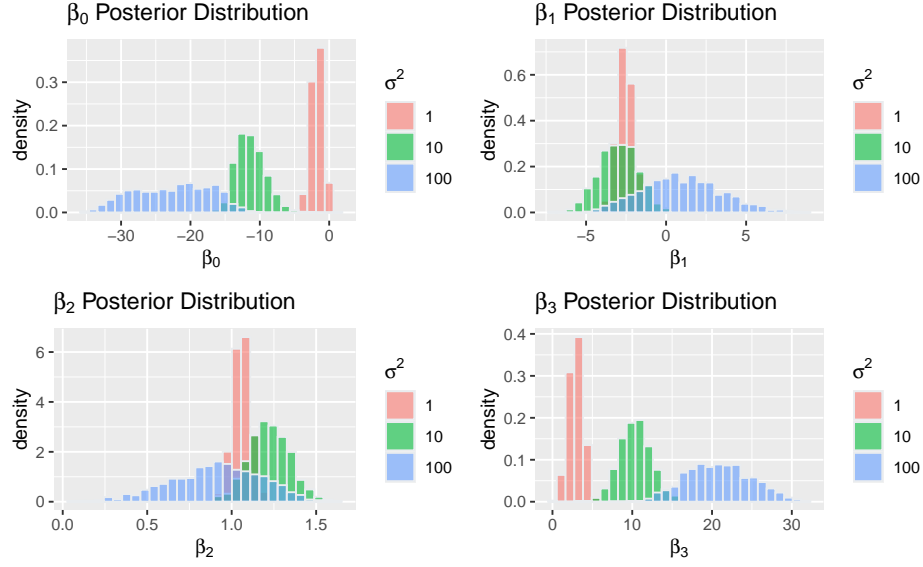 β₀ Posterior Distribution
density
0.3
0.2
0.1
0.0
−30
−20
−10
0
β₀
σ²
1
10
100
β₁ Posterior Distribution
density
0.6
0.4
0.2
0.0
−5
0
5
β₁
σ²
1
10
100
β₂ Posterior Distribution
density
6
4
2
0
0.0
0.5
1.0
1.5
β₂
σ²
1
10
100
β₃ Posterior Distribution
density
0.4
0.3
0.2
0.1
0.0
0
10
20
30
β₃
σ²
1
10
100